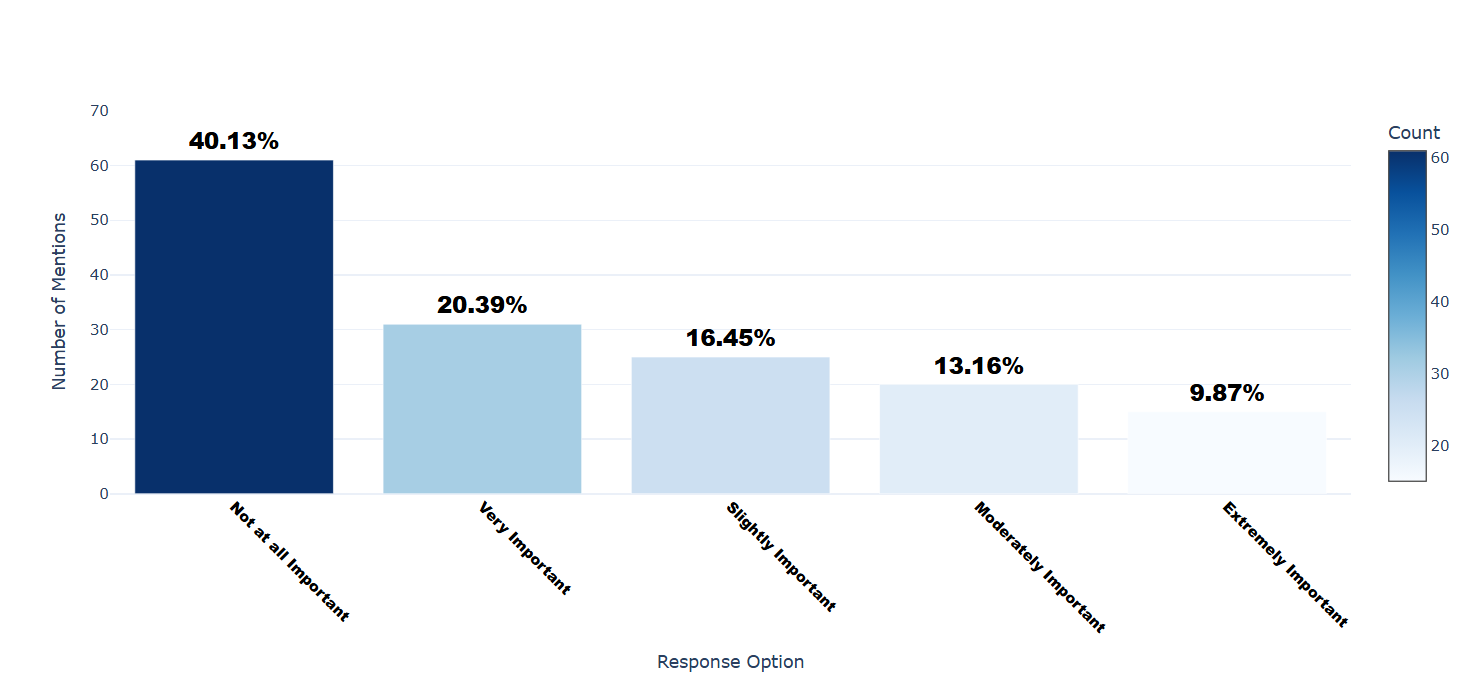 70
60
50
40
30
20
10
0
Number of Mentions
40.13%
20.39%
16.45%
13.16%
9.87%
Not at all Important
Very Important
Slightly Important
Moderately Important
Extremely Important
Response Option
Count
60
50
40
30
20